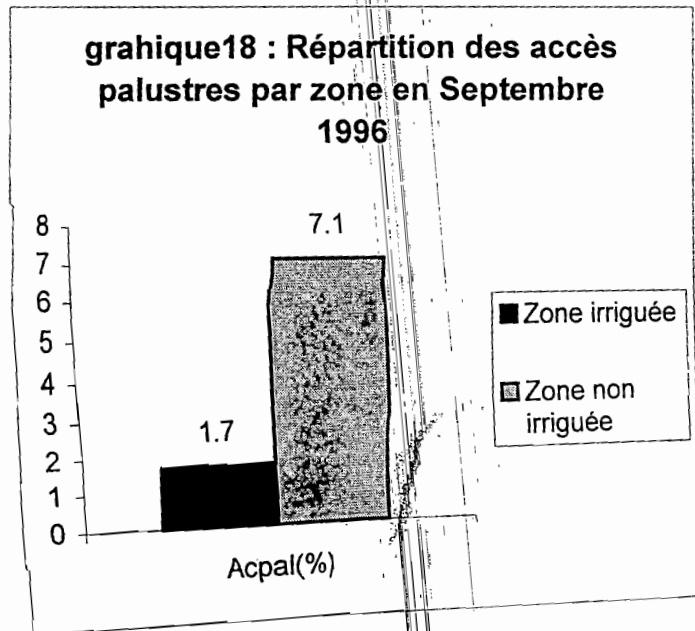 grahique18 : Répartition des accès
palustres par zone en Septembre
1996
8
7
6
5
4
3
2
1
0
1.7
7.1
Acpal(%)
Zone irriguée
Zone non
irriguée